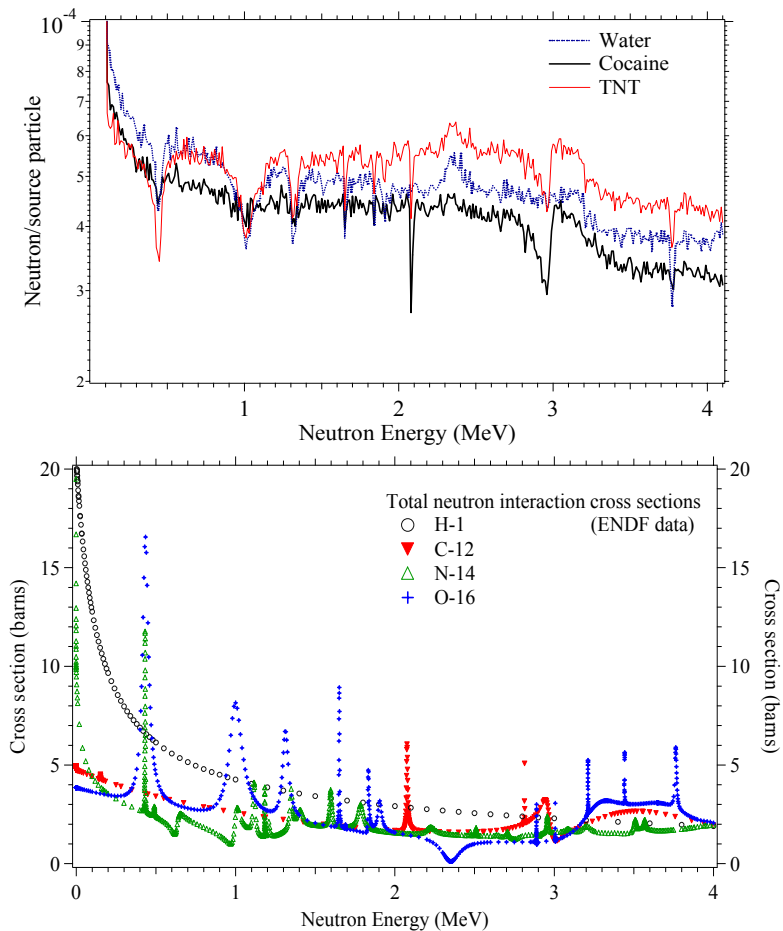 10-4
9
8
7
6
5
4
3
2
Neutron/source particle
Water
Cocaine
TNT
1 2 3 4
Neutron Energy (MeV)
20
15
10
5
0
Cross section (barns)
Total neutron interaction cross sections
(ENDF data)
H-1
C-12
N-14
O-16
20
15
10
5
0
Cross section (barns)
0 1 2 3 4
Neutron Energy (MeV)